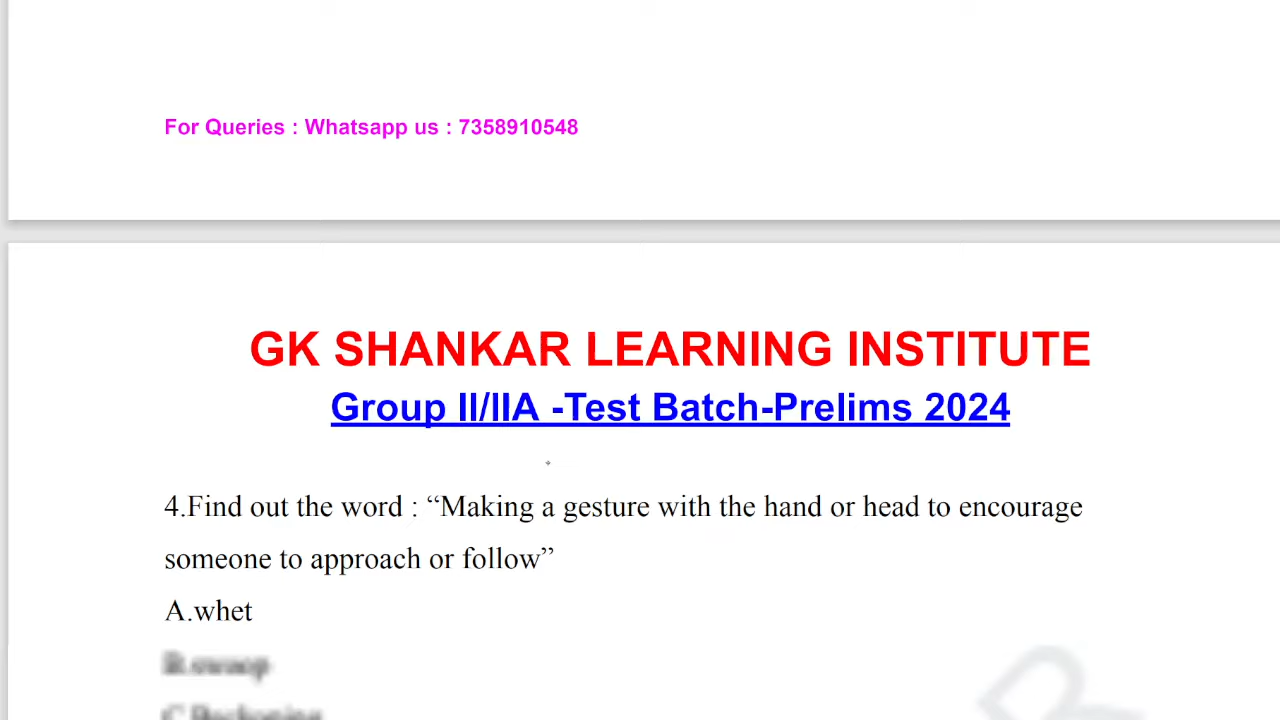 For Queries : Whatsapp us : 7358910548
GK SHANKAR LEARNING INSTITUTE
Group II/IIA -Test Batch-Prelims 2024
4.Find out the word : “Making a gesture with the hand or head to encourage
someone to approach or follow”
A.whet